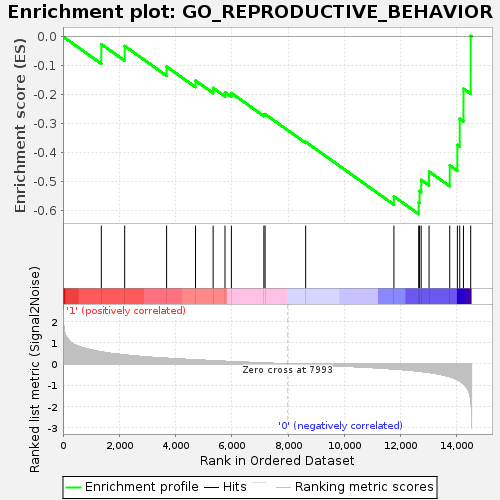 Enrichment plot: GO_REPRODUCTIVE_BEHAVIOR
Enrichment score (ES)
0.0
-0.1
-0.2
-0.3
-0.4
-0.5
-0.6
'1' (positively correlated)
Ranked list metric (Signal2Noise)
2
1
0
-1
-2
-3
Zero cross at 7993
'0' (negatively correlated)
0 2,000 4,000 6,000 8,000 10,000 12,000 14,000
Rank in Ordered Dataset
Enrichment profile Hits Ranking metric scores